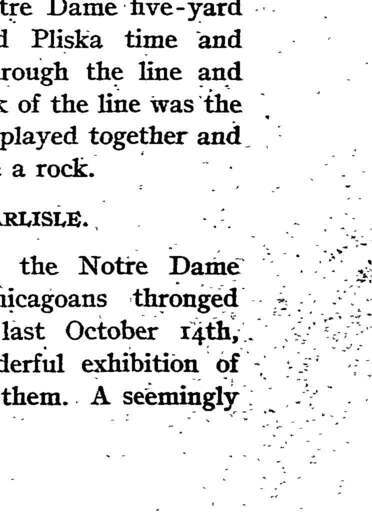 tre Dame five-yard
d Pliska time and
rough the line and
k of the line was the
played together and
a rock.
ARLISLE.
the Notre Dame
hicagoans thronged
last October 14th,
derful exhibition of
them. A seemingly